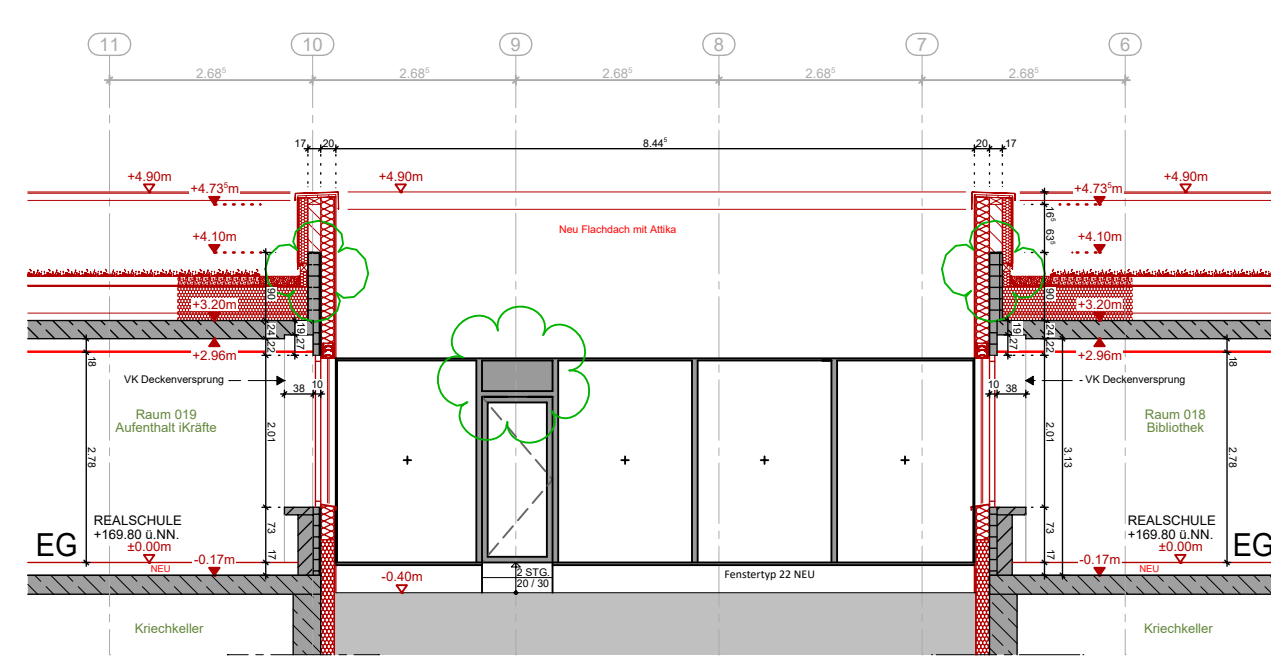 11 10 9 8 7 6
2.68⁵ 2.68⁵ 2.68⁵ 2.68⁵ 2.68⁵
17 20 8.44⁵ 20 17
+4.90m +4.90m +4.90m
+4.73⁵m +4.73⁵m
16⁵
Neu Flachdach mit Attika
+4.10m +4.10m
63⁵
90 90
+3.20m +3.20m
24 19 19 24
22 27 27 22
+2.96m +2.96m
18 18
VK Deckenversprung VK Deckenversprung
38 10 10 38
Raum 019 Raum 018
Aufenthalt iKräfte Bibliothek
2.01 2.01
2.78 3.13 2.78
REALSCHULE REALSCHULE
+169.80 ü.NN. +169.80 ü.NN.
73 73
EG ±0.00m ±0.00m EG
17 -0.17m -0.17m 17
NEU NEU
-0.40m 2 STG. Fenstertyp 22 NEU
20 / 30
Kriechkeller Kriechkeller